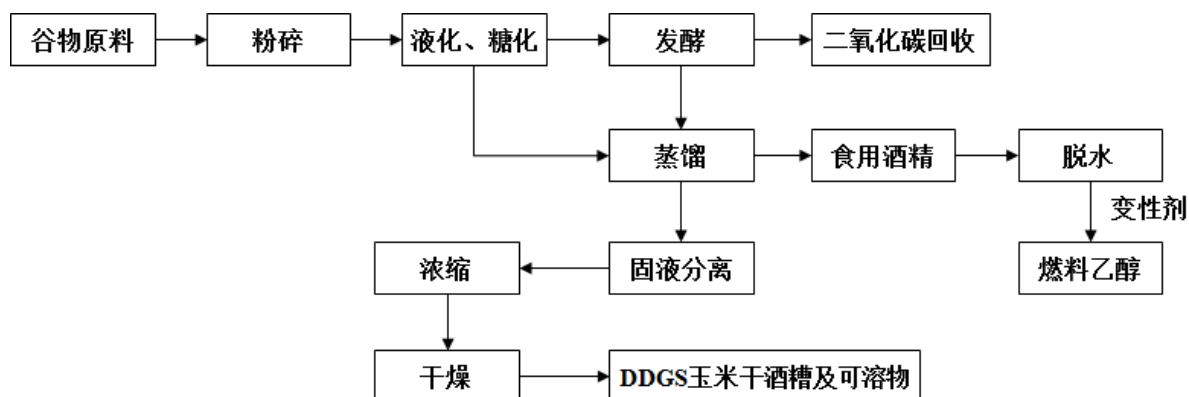 谷物原料
粉碎
液化、糖化
发酵
二氧化碳回收
蒸馏
食用酒精
脱水
变性剂
浓缩
固液分离
燃料乙醇
干燥
DDGS玉米干酒糟及可溶物